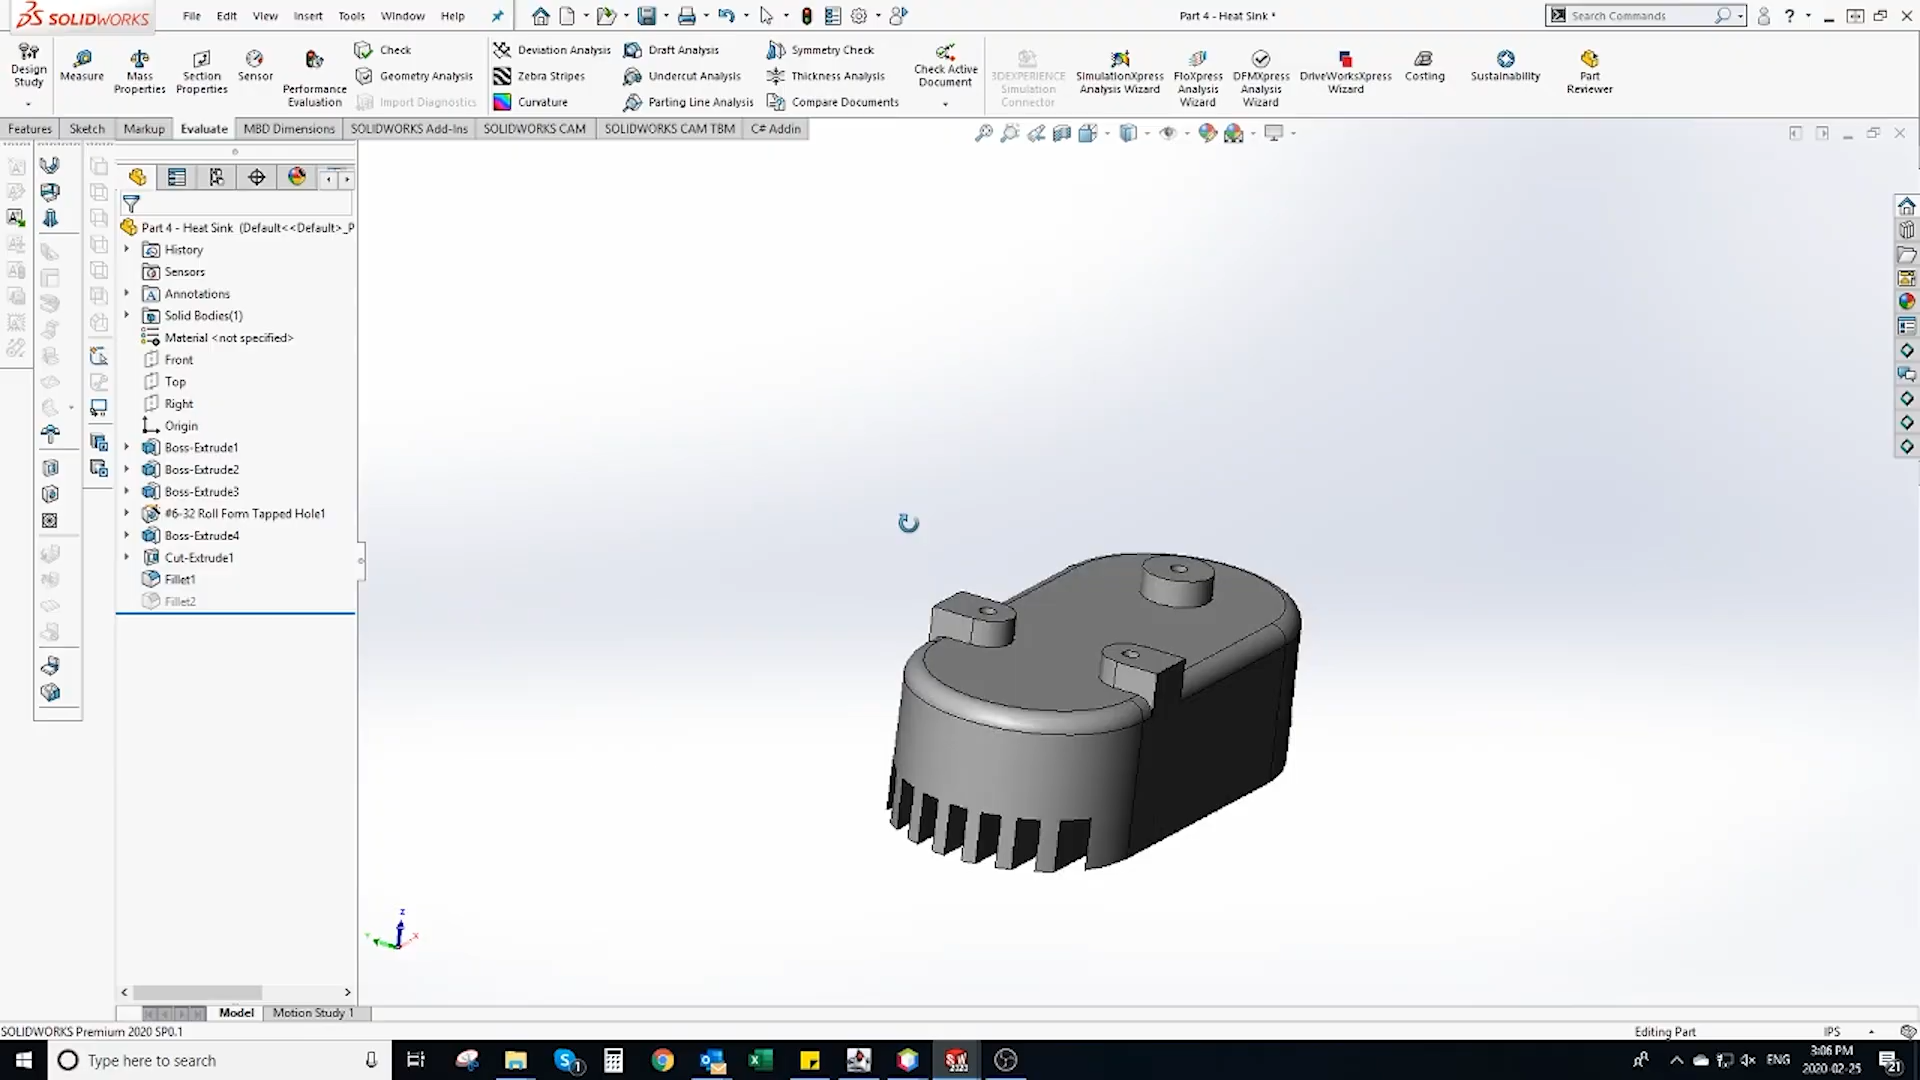 SOLIDWORKS
File Edit View Insert Tools Window Help
Part 4 - Heat Sink *
Search Commands
Design Study
Measure
Mass Properties
Section Properties
Sensor
Performance Evaluation
Check
Geometry Analysis
Import Diagnostics
Deviation Analysis
Zebra Stripes
Curvature
Draft Analysis
Undercut Analysis
Parting Line Analysis
Symmetry Check
Thickness Analysis
Compare Documents
Check Active Document
3DEXPERIENCE Simulation Connector
SimulationXpress Analysis Wizard
FloXpress Analysis Wizard
DFMXpress Analysis Wizard
DriveWorksXpress Wizard
Costing
Sustainability
Part Reviewer
Features Sketch Markup Evaluate MBD Dimensions SOLIDWORKS Add-Ins SOLIDWORKS CAM SOLIDWORKS CAM TBM C# Addin
Part 4 - Heat Sink (Default<<Default>_P
History
Sensors
Annotations
Solid Bodies(1)
Material <not specified>
Front
Top
Right
Origin
Boss-Extrude1
Boss-Extrude2
Boss-Extrude3
#6-32 Roll Form Tapped Hole1
Boss-Extrude4
Cut-Extrude1
Fillet1
Fillet2
Z
Y
X
Model Motion Study 1
SOLIDWORKS Premium 2020 SP0.1
Editing Part
IPS
Type here to search
ENG
3:06 PM
2020-02-25
21